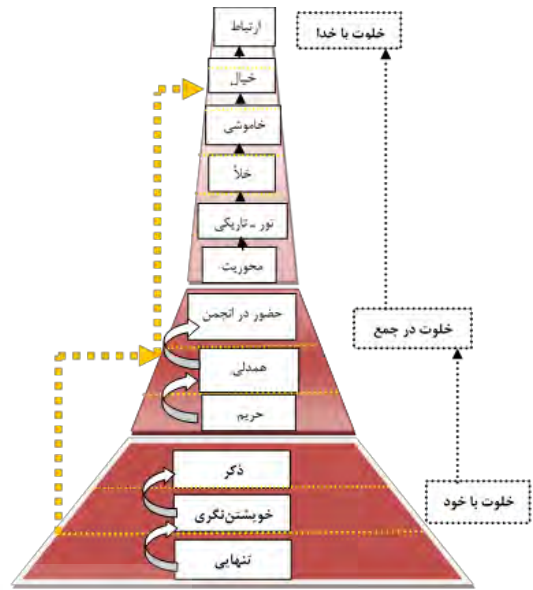 ارتباط
خلوت با خدا
خیال
خاموشی
خلأ
نور - تاریکی
محوریت
حضور در انجمن
خلوت در جمع
همدلی
حریم
ذکر
خلوت با خود
خویشتن‌نگری
تنهایی